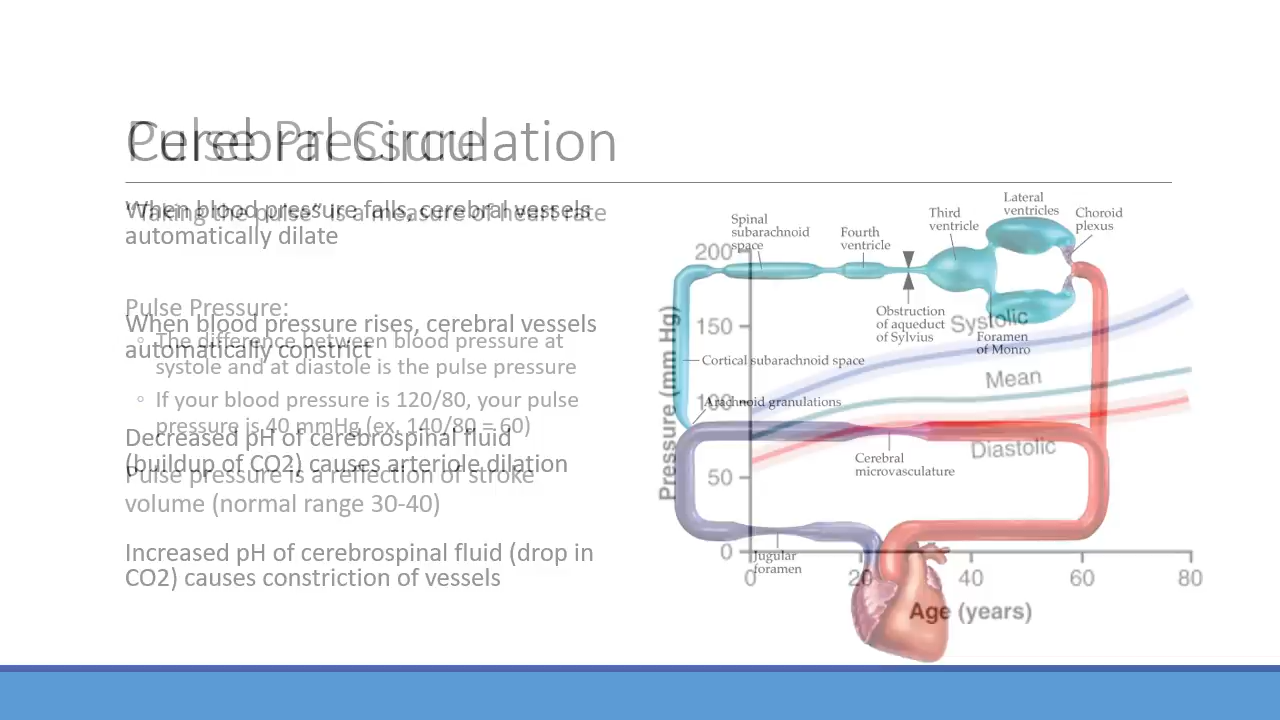 Cerebral Circulation
Pulse Pressure
When blood pressure falls, cerebral vessels
automatically dilate
"Taking the pulse" is a measure of heart rate
Pulse Pressure:
When blood pressure rises, cerebral vessels
automatically constrict
◦ The difference between blood pressure at
systole and at diastole is the pulse pressure
◦ If your blood pressure is 120/80, your pulse
pressure is 40 mmHg (ex. 140/80 = 60)
Decreased pH of cerebrospinal fluid
(buildup of CO2) causes arteriole dilation
Pulse pressure is a reflection of stroke
volume (normal range 30-40)
Increased pH of cerebrospinal fluid (drop in
CO2) causes constriction of vessels
Spinal
subarachnoid
space
Fourth
ventricle
Third
ventricle
Lateral
ventricles
Choroid
plexus
Obstruction
of aqueduct
of Sylvius
Foramen
of Monro
Cortical subarachnoid space
Arachnoid granulations
Cerebral
microvasculature
Jugular
foramen
Pressure (mm Hg)
200
150
100
50
0
Systolic
Mean
Diastolic
0 20 40 60 80
Age (years)